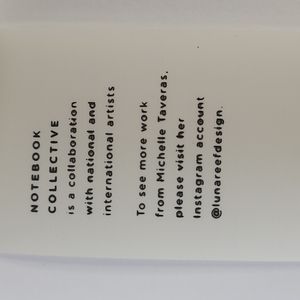 NOTEBOOK
COLLECTIVE
is a collaboration
with national and
international artists
To see more work
from Michelle Taveras,
please visit her
Instagram account
@lunareefdesign.